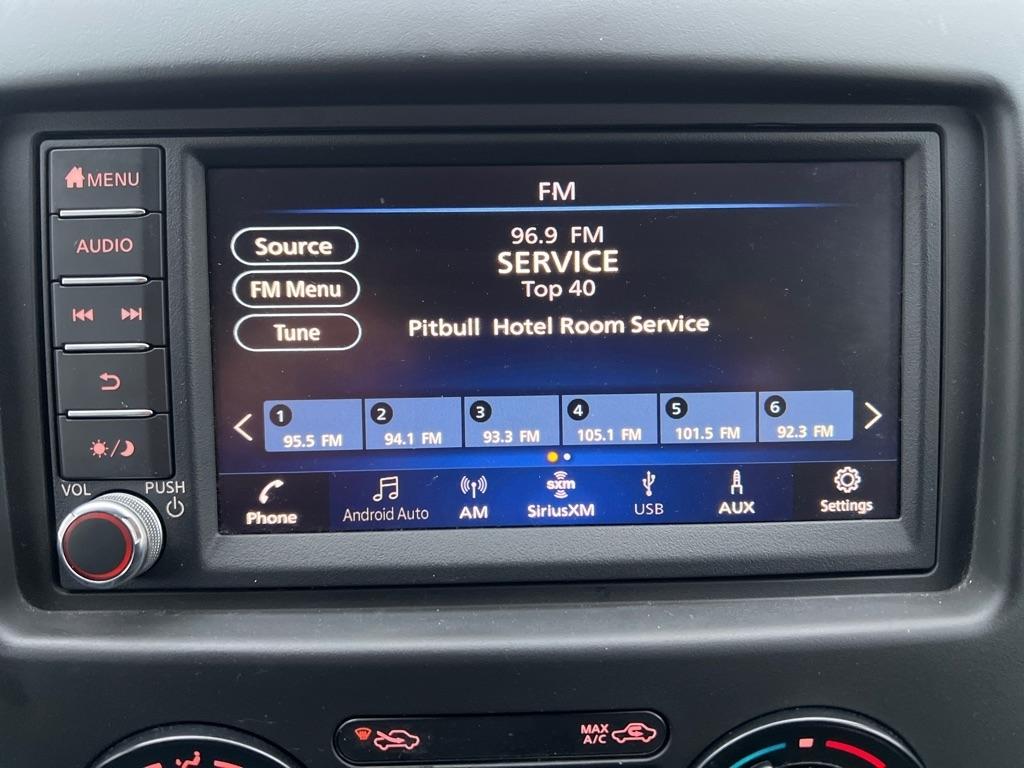 MENU
AUDIO
VOL
PUSH
FM
Source
FM Menu
Tune
96.9 FM
SERVICE
Top 40
Pitbull Hotel Room Service
1 95.5 FM
2 94.1 FM
3 93.3 FM
4 105.1 FM
5 101.5 FM
6 92.3 FM
Phone
Android Auto
AM
sxm
SiriusXM
USB
AUX
Settings
MAX
A/C